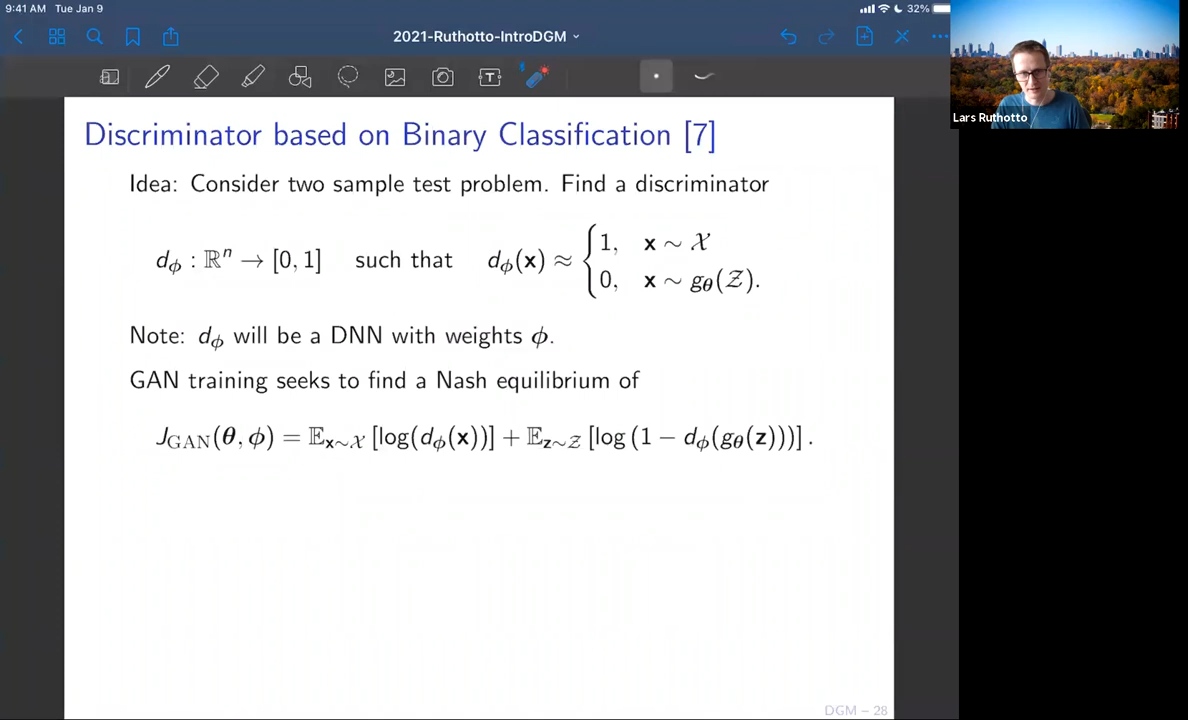 9:41 AM Tue Jan 9
32%
2021-Ruthotto-IntroDGM
T
Lars Ruthotto
Discriminator based on Binary Classification [7]
Idea: Consider two sample test problem. Find a discriminator
d_ϕ : ℝⁿ → [0, 1] such that d_ϕ(x) ≈ { 1, x ∼ 𝒳
0, x ∼ g_θ(𝒵).
Note: d_ϕ will be a DNN with weights ϕ.
GAN training seeks to find a Nash equilibrium of
J_GAN(θ, ϕ) = 𝔼_x∼𝒳 [log(d_ϕ(x))] + 𝔼_z∼𝒵 [log (1 − d_ϕ(g_θ(z)))] .
DGM – 28